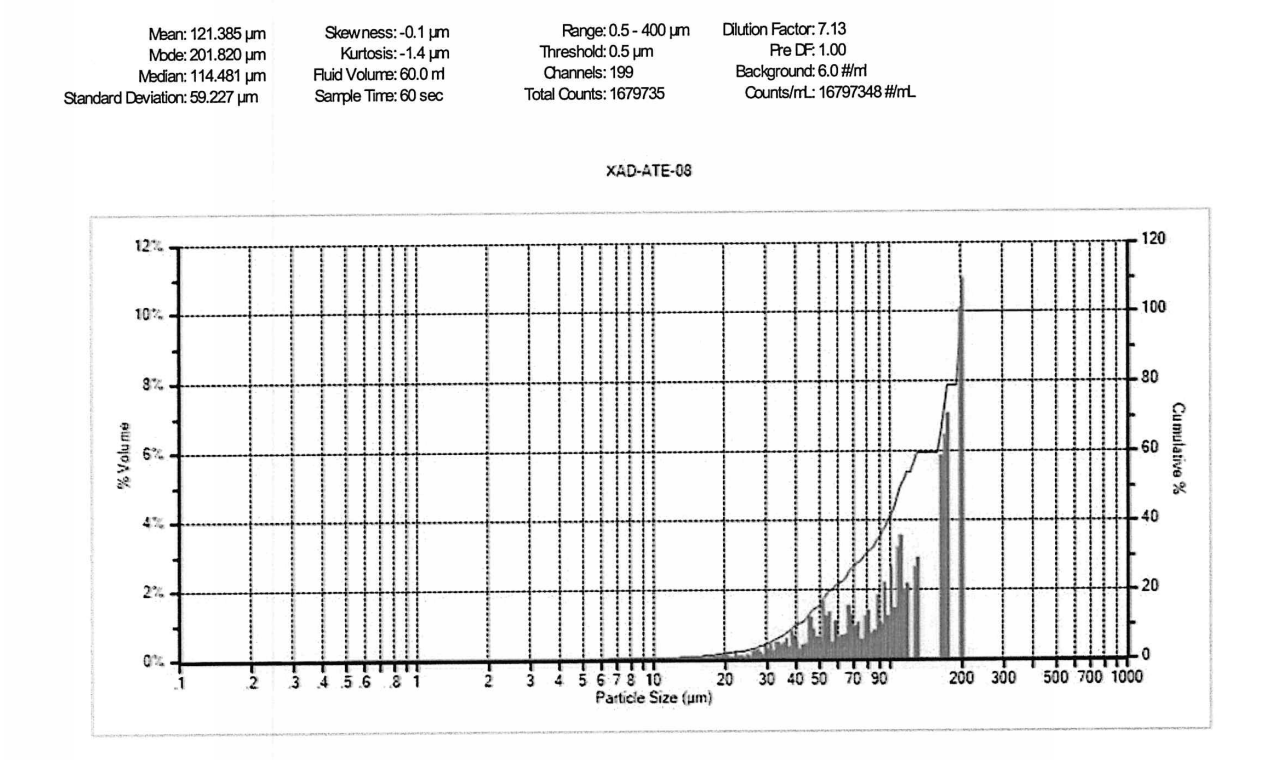 Mean: 121.385 µm Skewness: -0.1 µm Range: 0.5 - 400 µm Dilution Factor: 7.13
Mode: 201.820 µm Kurtosis: -1.4 µm Threshold: 0.5 µm Pre DF: 1.00
Median: 114.481 µm Fluid Volume: 60.0 ml Channels: 199 Background: 6.0 #/ml
Standard Deviation: 59.227 µm Sample Time: 60 sec Total Counts: 1679735 Counts/mL: 16797348 #/mL
XAD-ATE-08
12% 120
10% 100
8% 80
6% 60
4% 40
2% 20
0% 0
% Volume
Cumulative %
.1 .2 .3 .4 .5 .6 .8 1 2 3 4 5 6 7 8 10 20 30 40 50 70 90 200 300 500 700 1000
Particle Size (µm)